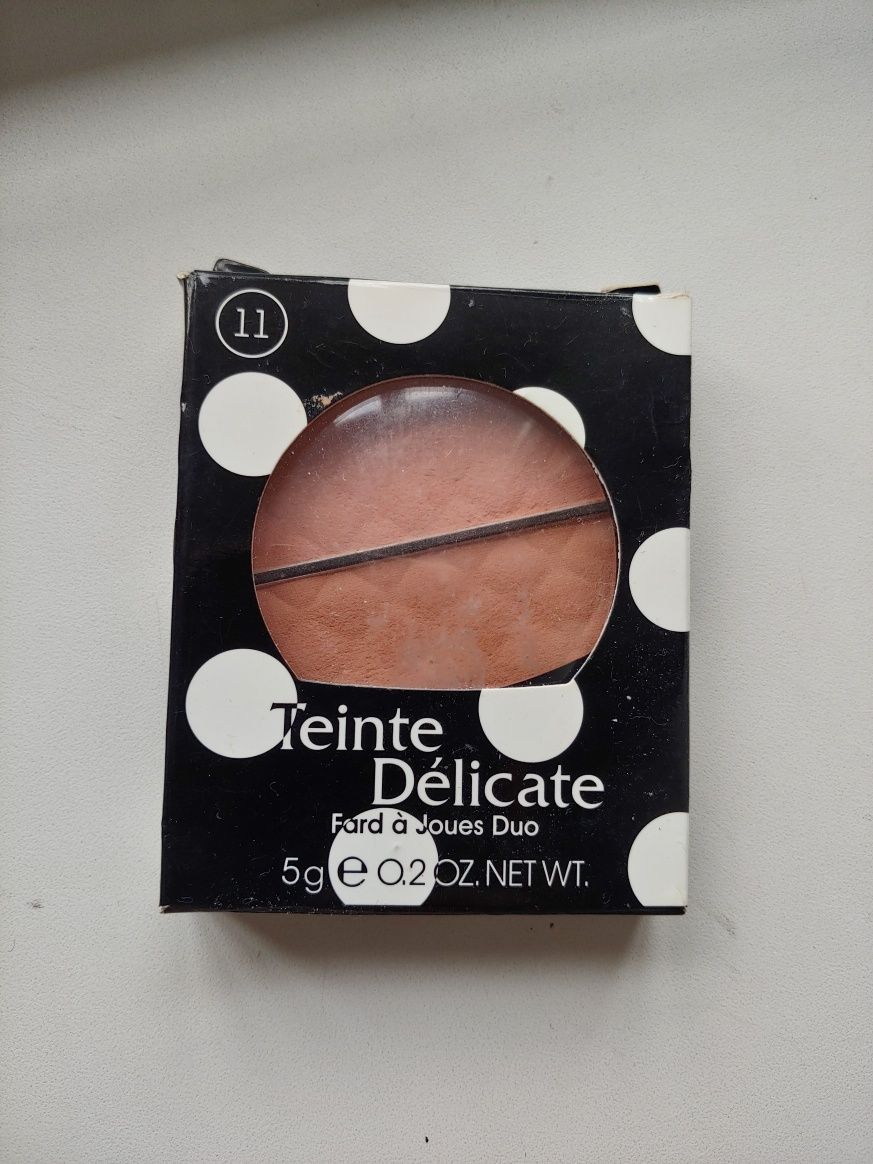 11
Teinte
Délicate
Fard à Joues Duo
5g e 0.2 OZ. NET WT.